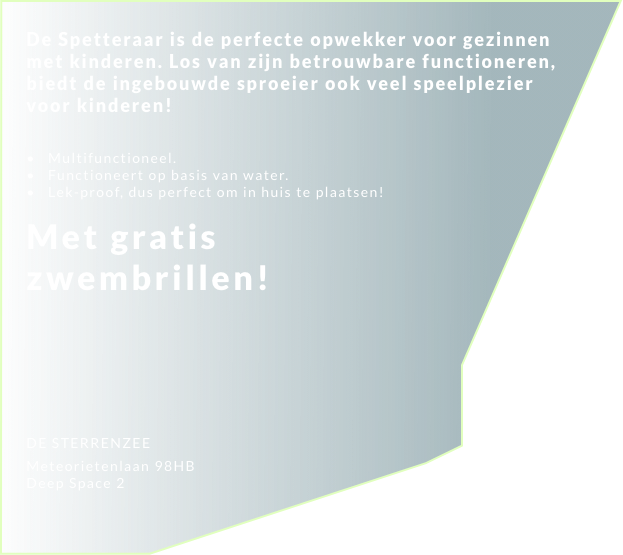 De Spetteraar is de perfecte opwekker voor gezinnen
met kinderen. Los van zijn betrouwbare functioneren,
biedt de ingebouwde sproeier ook veel speelplezier
voor kinderen!
• Multifunctioneel.
• Functioneert op basis van water.
• Lek-proof, dus perfect om in huis te plaatsen!
Met gratis
zwembrillen!
DE STERRENZEE
Meteorietenlaan 98HB
Deep Space 2